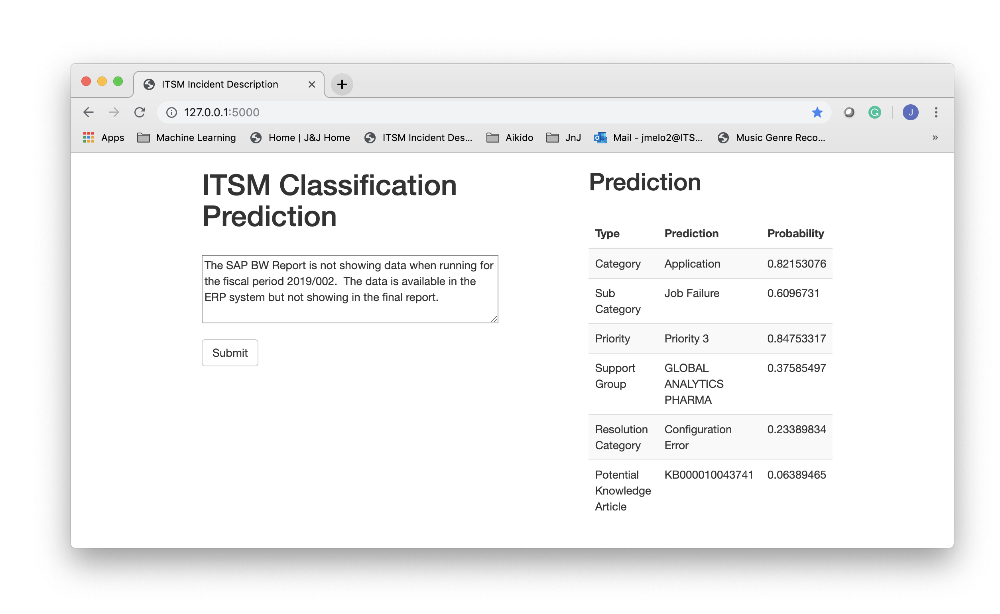 ITSM Incident Description
127.0.0.1:5000
Apps Machine Learning Home | J&J Home ITSM Incident Des... Aikido JnJ Mail - jmelo2@ITS... Music Genre Reco... »
J
ITSM Classification
Prediction
The SAP BW Report is not showing data when running for
the fiscal period 2019/002.  The data is available in the
ERP system but not showing in the final report.
Submit
Prediction
Type Prediction Probability
Category Application 0.82153076
Sub Job Failure 0.6096731
Category
Priority Priority 3 0.84753317
Support GLOBAL 0.37585497
Group ANALYTICS
PHARMA
Resolution Configuration 0.23389834
Category Error
Potential KB000010043741 0.06389465
Knowledge
Article